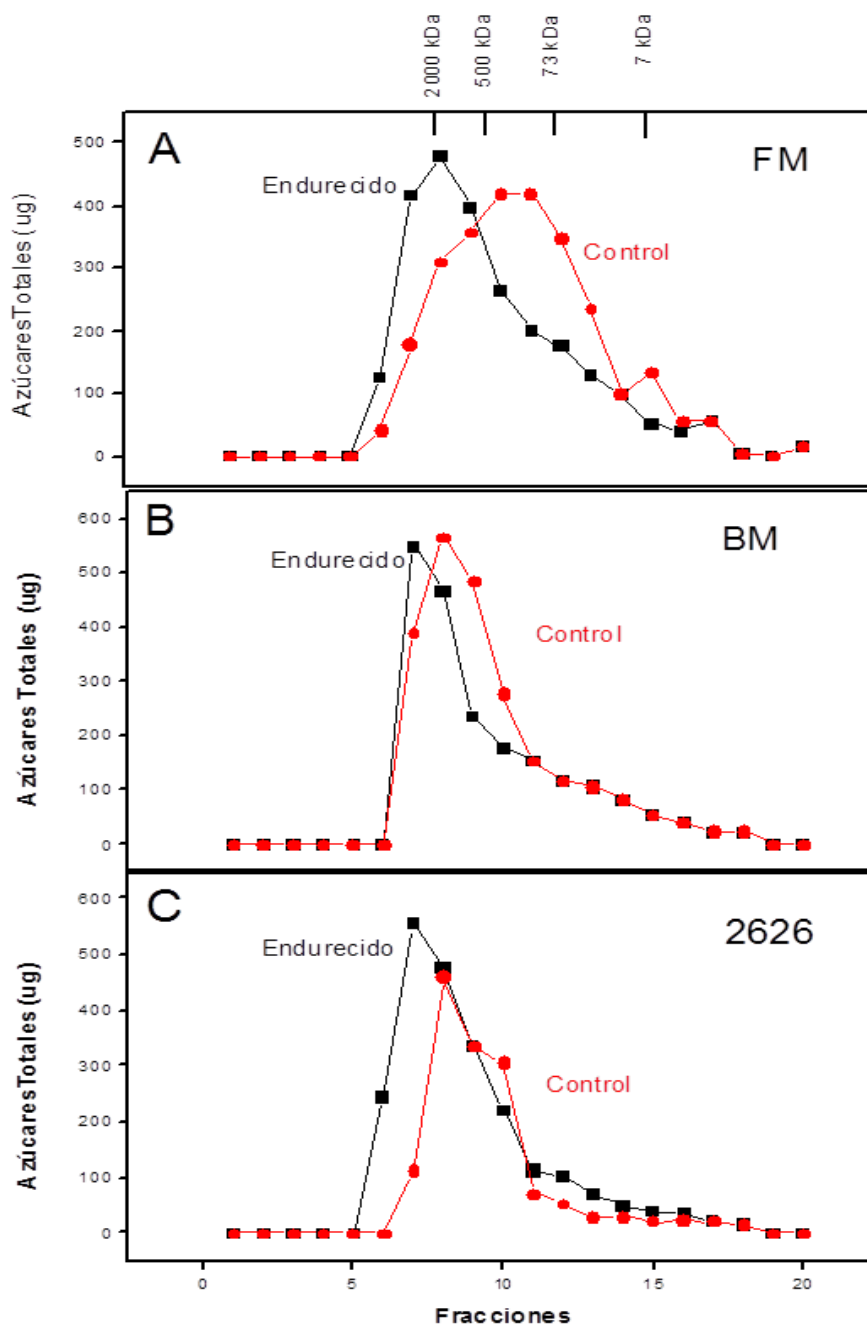 2 000 kDa
500 kDa
73 kDa
7 kDa
A
FM
Endurecido
Control
AzúcaresTotales (ug)
500
400
300
200
100
0
B
BM
Endurecido
Control
Azúcares Totales (ug)
600
500
400
300
200
100
0
C
2626
Endurecido
Control
AzúcaresTotales (ug)
600
500
400
300
200
100
0
0 5 10 15 20
Fracciones